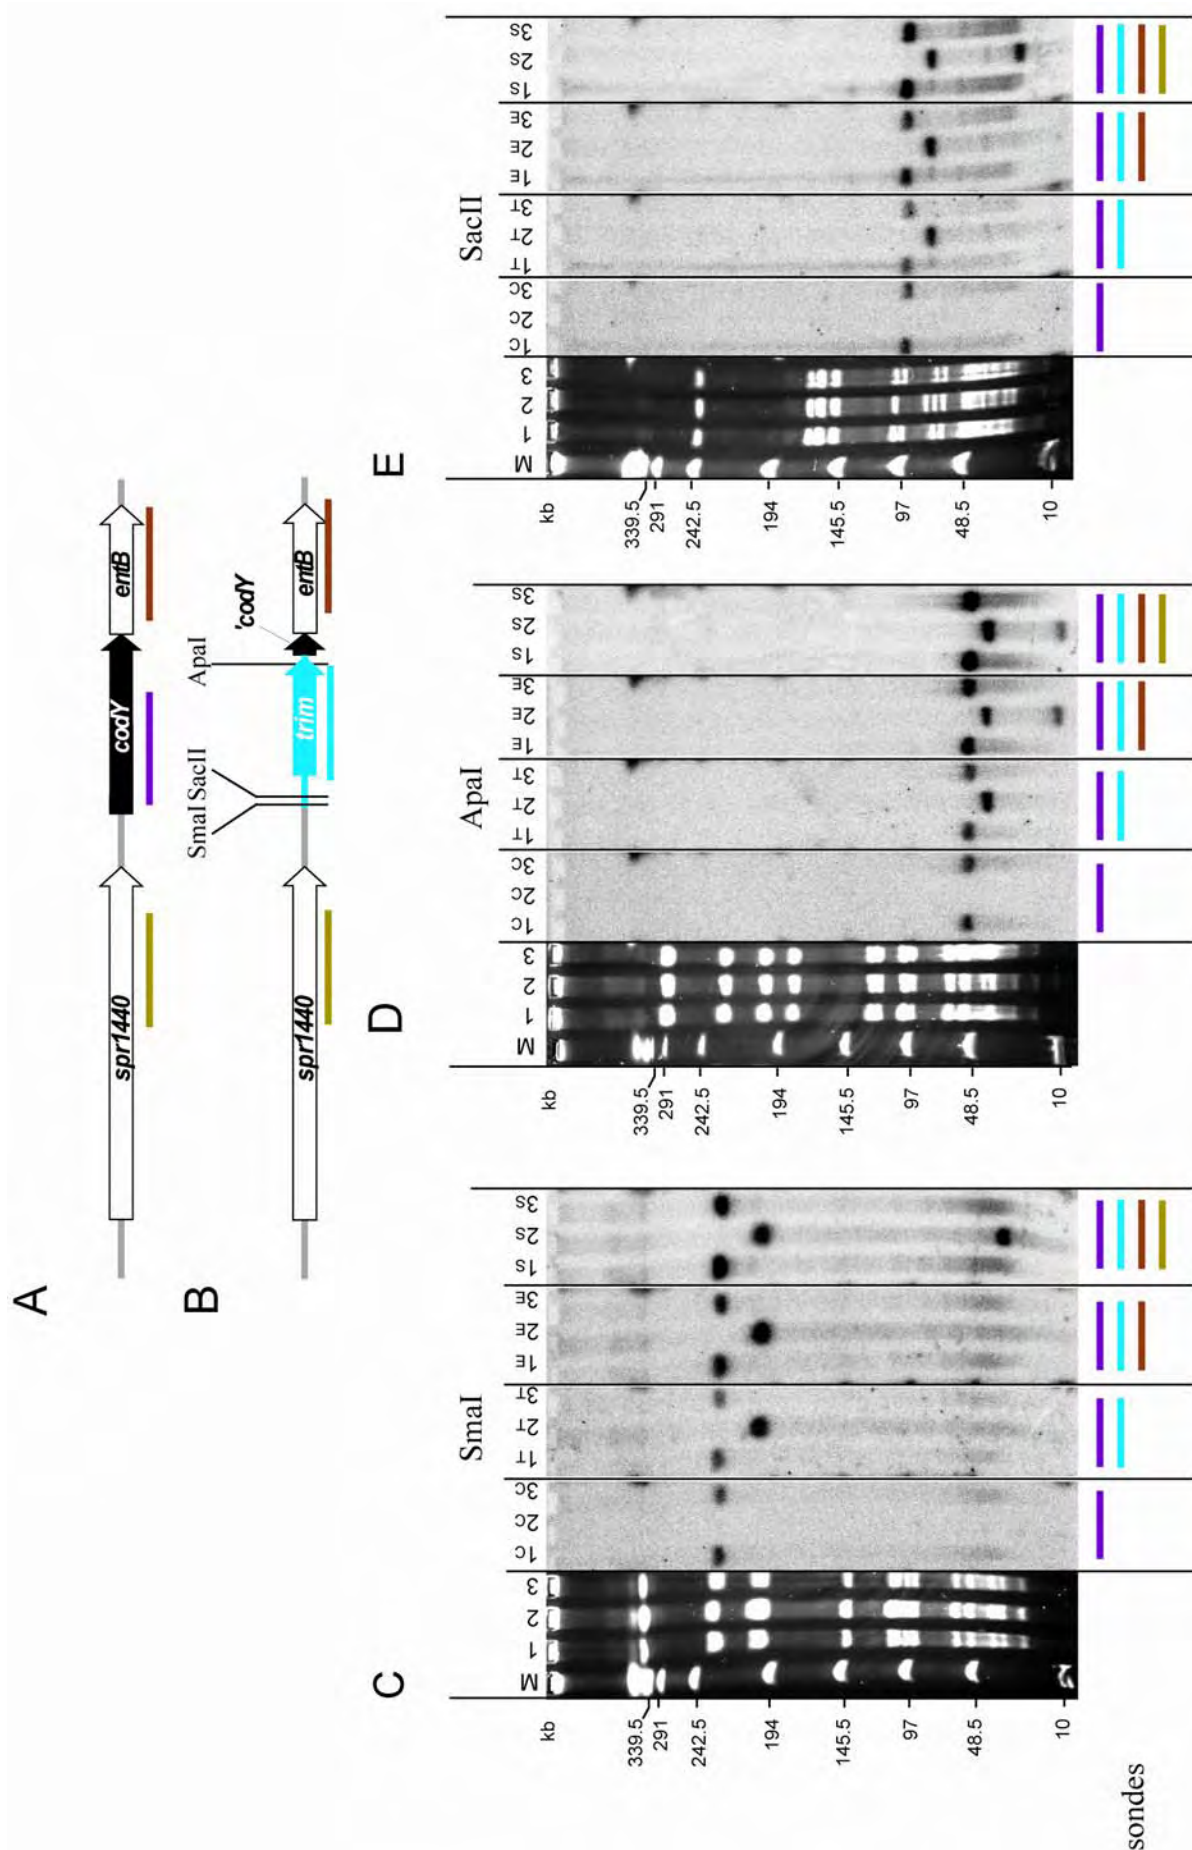 A
spr1440
codY
entB
B
SmaI SacII
ApaI
spr1440
trim
'codY
entB
C
SmaI
kb
339.5
291
242.5
194
145.5
97
48.5
10
M 1 2 3 1C 2C 3C 1T 2T 3T 1E 2E 3E 1S 2S 3S
sondes
D
ApaI
kb
339.5
291
242.5
194
145.5
97
48.5
10
M 1 2 3 1C 2C 3C 1T 2T 3T 1E 2E 3E 1S 2S 3S
E
SacII
kb
339.5
291
242.5
194
145.5
97
48.5
10
M 1 2 3 1C 2C 3C 1T 2T 3T 1E 2E 3E 1S 2S 3S